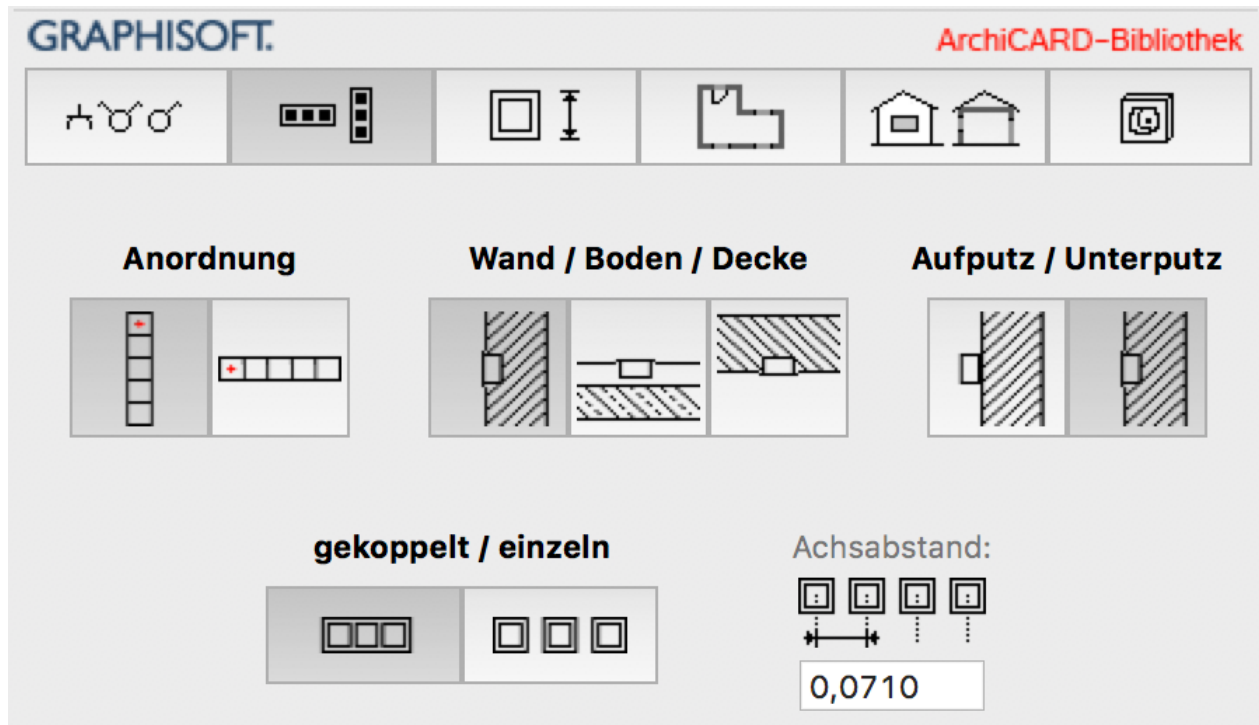 GRAPHISOFT.
ArchiCARD-Bibliothek
Anordnung
Wand / Boden / Decke
Aufputz / Unterputz
gekoppelt / einzeln
Achsabstand:
0,0710